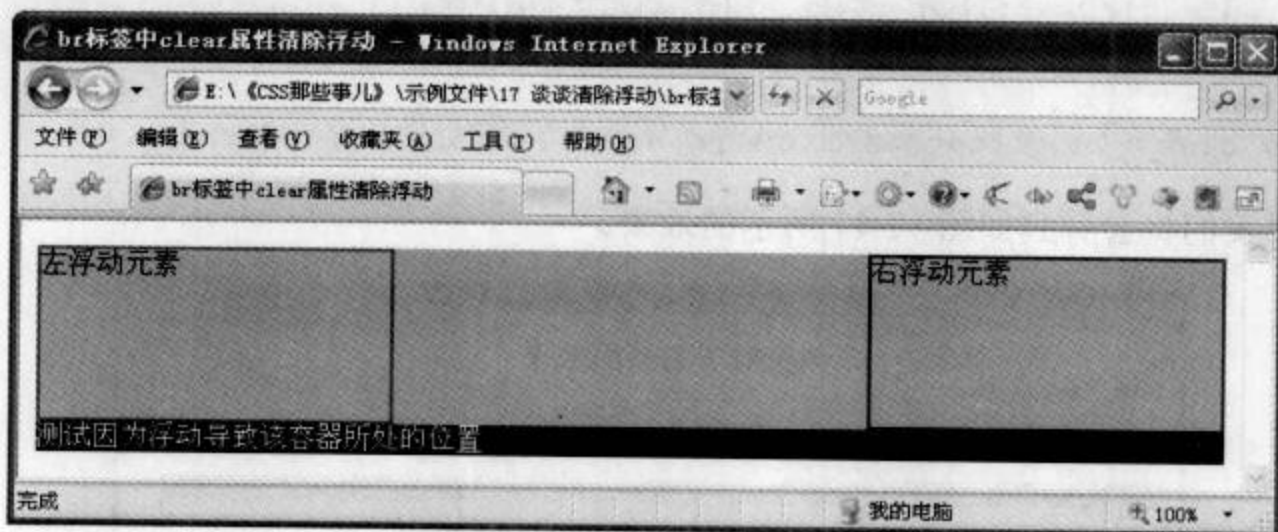 br标签中clear属性清除浮动 - Windows Internet Explorer
E:\《CSS那些事儿》\示例文件\17 谈谈清除浮动\br标签
Google
文件(F) 编辑(E) 查看(V) 收藏夹(A) 工具(T) 帮助(H)
br标签中clear属性清除浮动
左浮动元素
右浮动元素
测试因为浮动导致该容器所处的位置
完成
我的电脑
100%